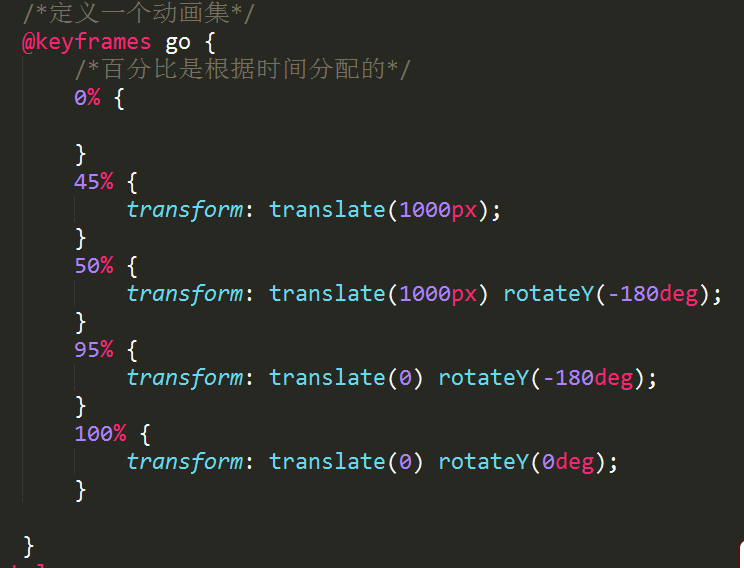 /*定义一个动画集*/
@keyframes go {
/*百分比是根据时间分配的*/
0% {
}
45% {
transform: translate(1000px);
}
50% {
transform: translate(1000px) rotateY(-180deg);
}
95% {
transform: translate(0) rotateY(-180deg);
}
100% {
transform: translate(0) rotateY(0deg);
}
}